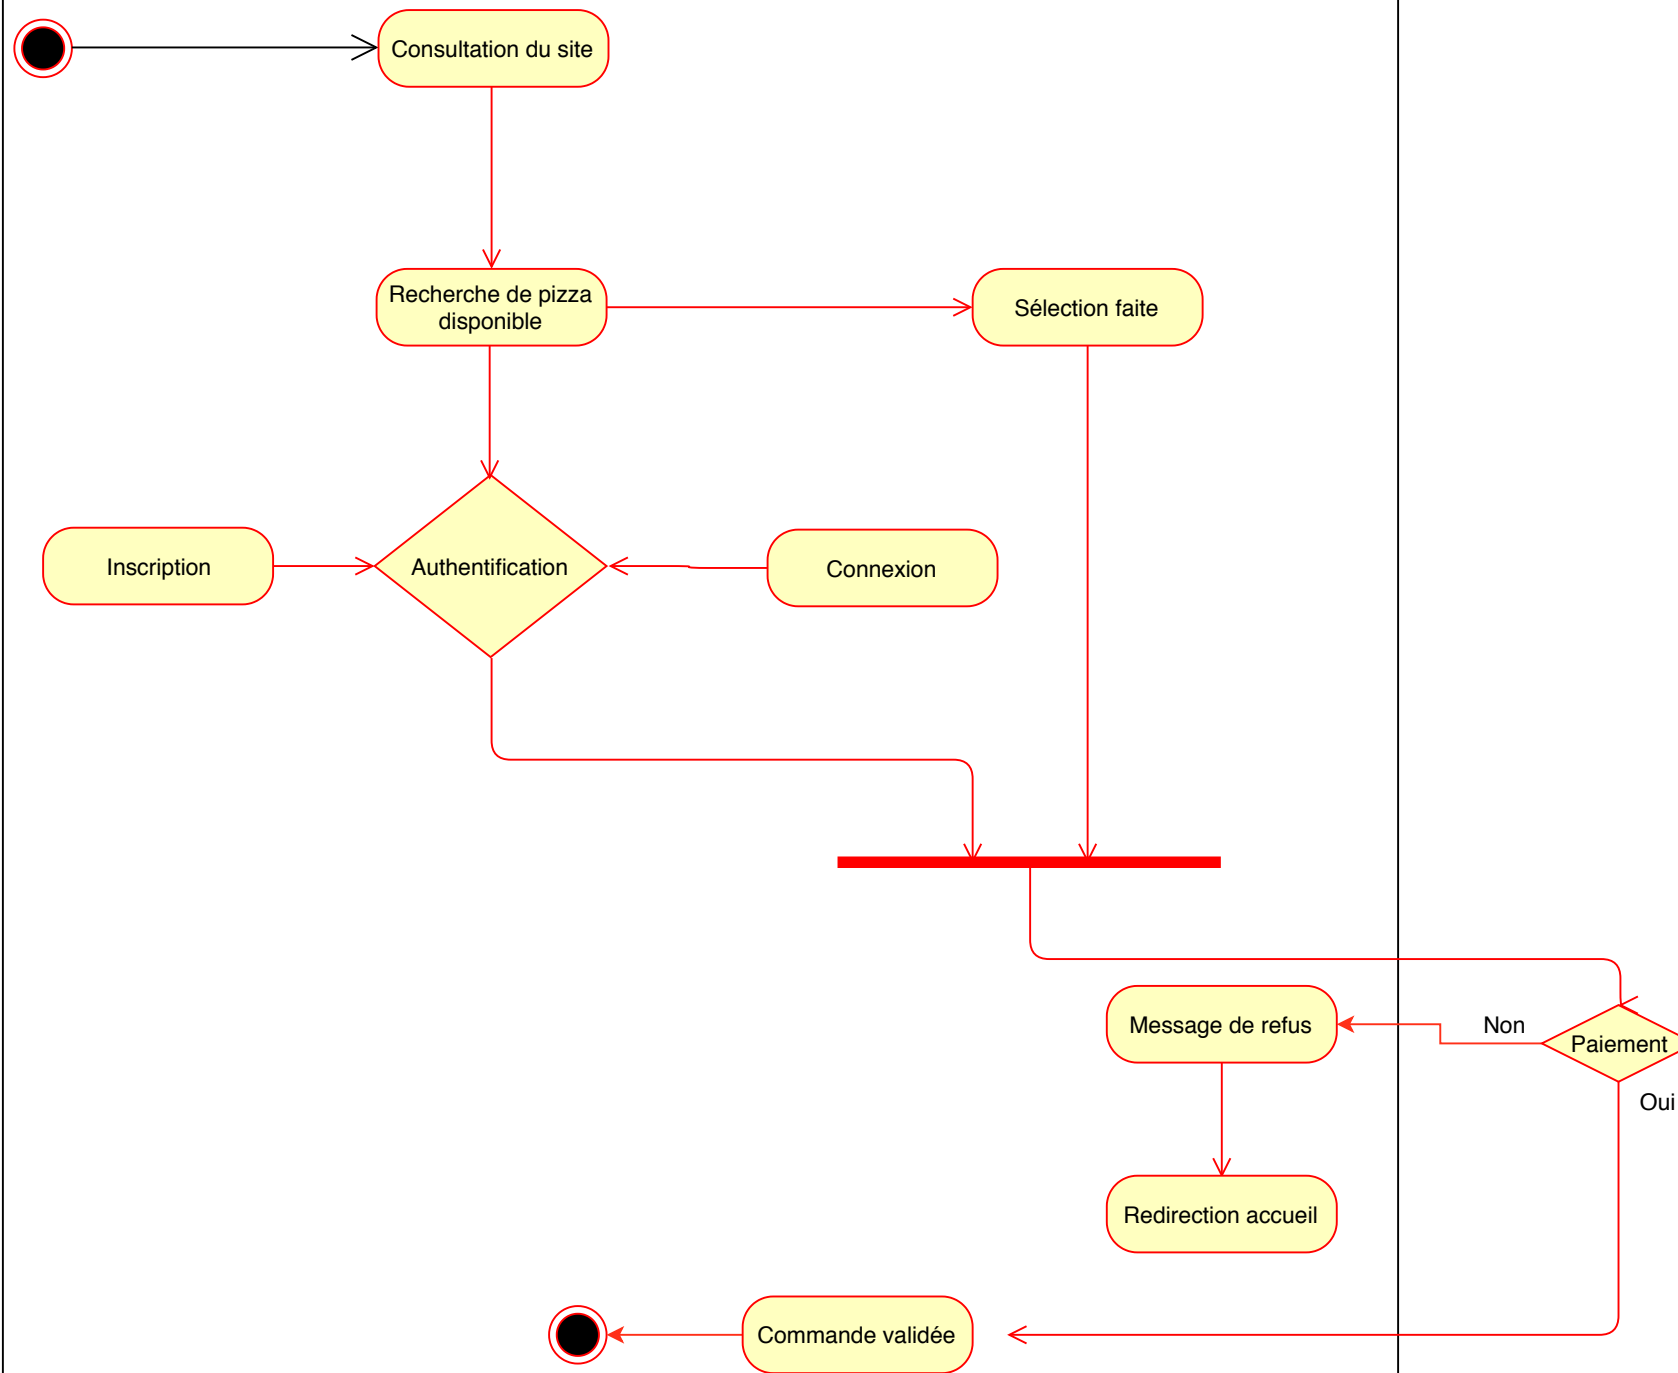 Consultation du site
Recherche de pizza
disponible
Sélection faite
Inscription
Authentification
Connexion
Message de refus
Non
Paiement
Oui
Redirection accueil
Commande validée